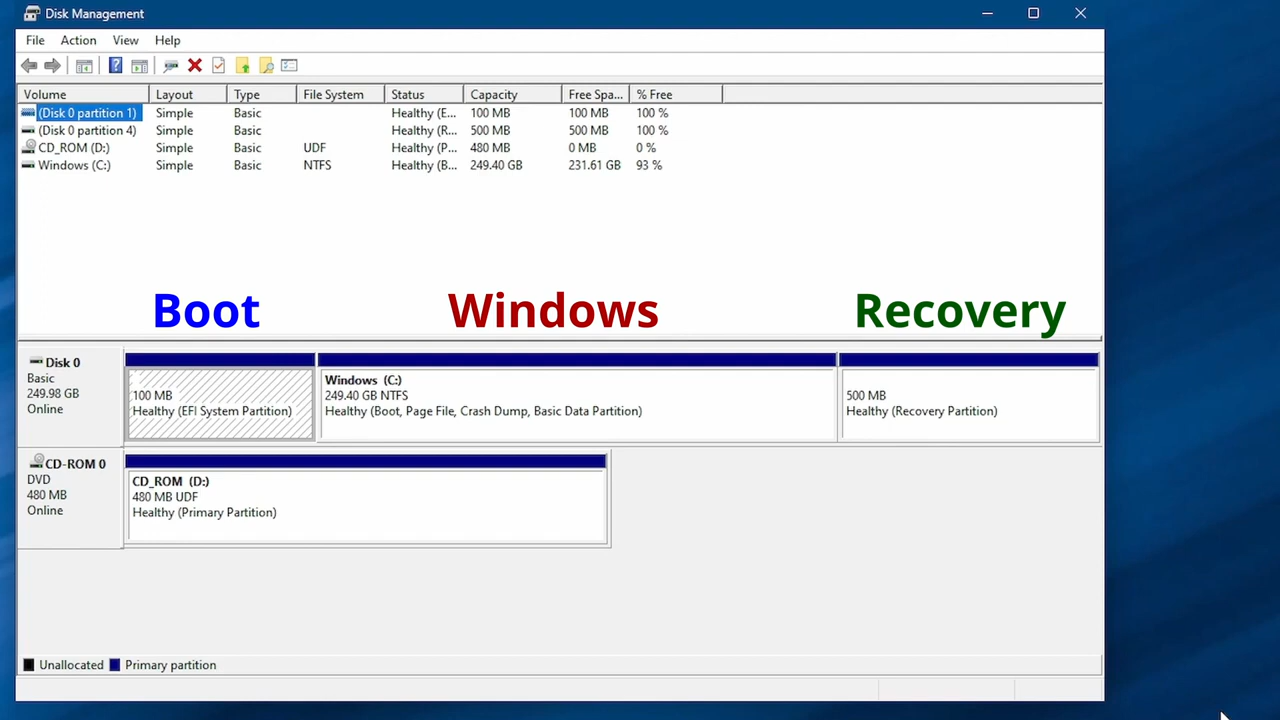 Disk Management
File Action View Help
Volume Layout Type File System Status Capacity Free Spa... % Free
(Disk 0 partition 1) Simple Basic Healthy (E... 100 MB 100 MB 100 %
(Disk 0 partition 4) Simple Basic Healthy (R... 500 MB 500 MB 100 %
CD_ROM (D:) Simple Basic UDF Healthy (P... 480 MB 0 MB 0 %
Windows (C:) Simple Basic NTFS Healthy (B... 249.40 GB 231.61 GB 93 %
Boot Windows Recovery
Disk 0
Basic
249.98 GB
Online
100 MB
Healthy (EFI System Partition)
Windows (C:)
249.40 GB NTFS
Healthy (Boot, Page File, Crash Dump, Basic Data Partition)
500 MB
Healthy (Recovery Partition)
CD-ROM 0
DVD
480 MB
Online
CD_ROM (D:)
480 MB UDF
Healthy (Primary Partition)
Unallocated Primary partition